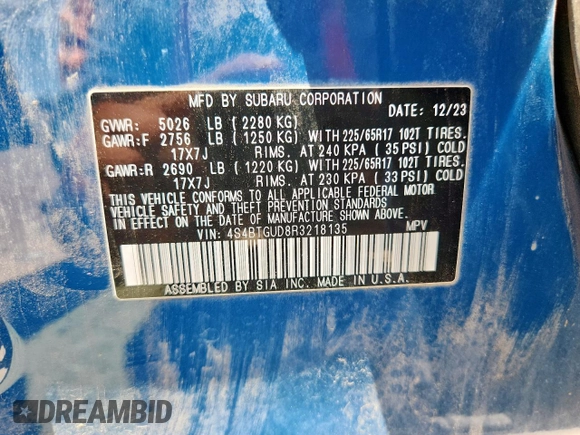 MFD BY SUBARU CORPORATION
DATE: 12/23
GVWR: 5026 LB (2280 KG)
GAWR:F 2756 LB (1250 KG) WITH 225/65R17 102T TIRES.
17X7J RIMS. AT 240 KPA (35 PSI) COLD
GAWR:R 2690 LB (1220 KG) WITH 225/65R17 102T TIRES.
17X7J RIMS. AT 230 KPA (33 PSI) COLD
THIS VEHICLE CONFORMS TO ALL APPLICABLE FEDERAL MOTOR
VEHICLE SAFETY AND THEFT PREVENTION STANDARDS
IN EFFECT ON THE DATE OF MANUFACTURE SHOWN ABOVE.
VIN: 4S4BTGUD8R3218135 MPV
ASSEMBLED BY SIA INC. MADE IN U.S.A.
DREAMBID